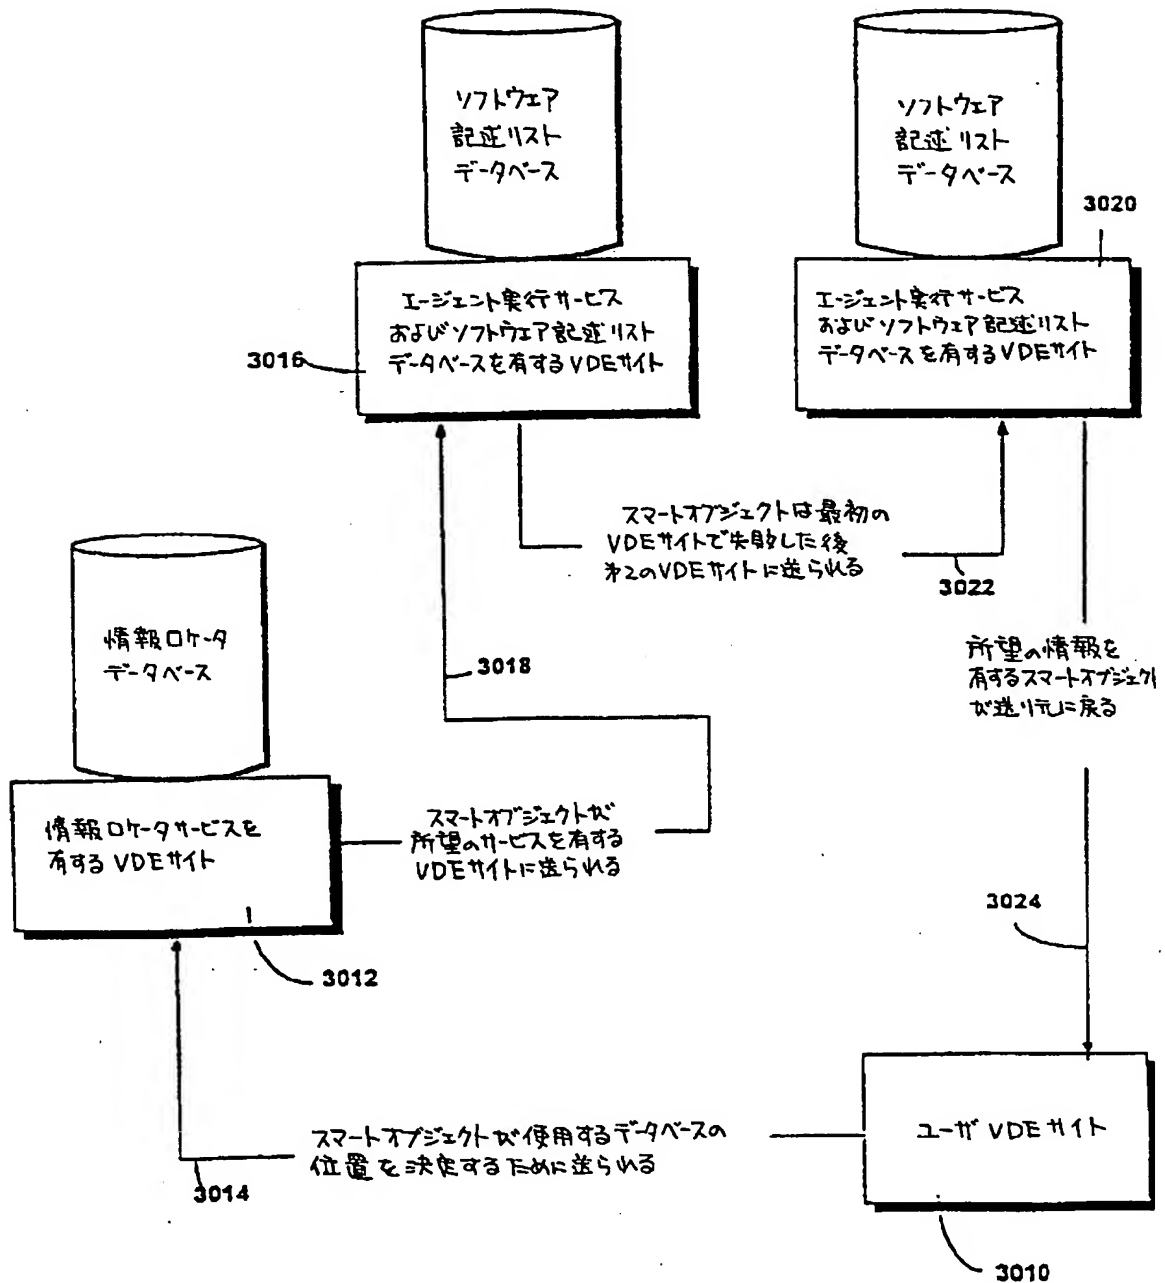 ソフトウェア
記述リスト
データベース
ソフトウェア
記述リスト
データベース
3020
エージェント実行サービス
およびソフトウェア記述リスト
データベースを有するVDEサイト
3016
エージェント実行サービス
およびソフトウェア記述リスト
データベースを有するVDEサイト
スマートオブジェクトは最初の
VDEサイトで失敗した後
第2のVDEサイトに送られる
3022
情報ロケータ
データベース
3018
所望の情報を
有するスマートオブジェクト
が送り元に戻る
情報ロケータサービスを
有するVDEサイト
スマートオブジェクトが
所望のサービスを有する
VDEサイトに送られる
3012
3024
スマートオブジェクトが使用するデータベースの
位置を決定するために送られる
3014
ユーザVDEサイト
3010